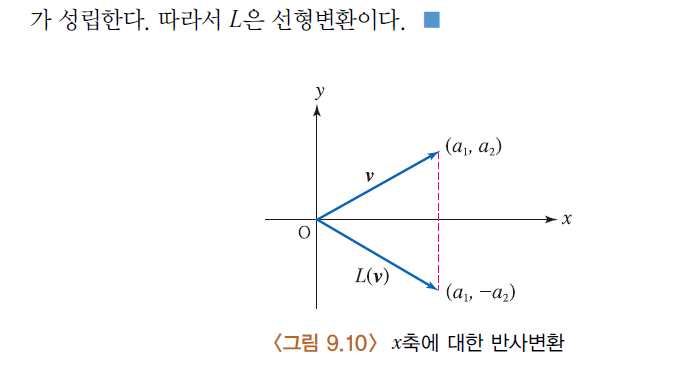 가 성립한다. 따라서 L은 선형변환이다.
y
(a₁, a₂)
v
x
O
L(v)
(a₁, −a₂)
〈그림 9.10〉 x축에 대한 반사변환